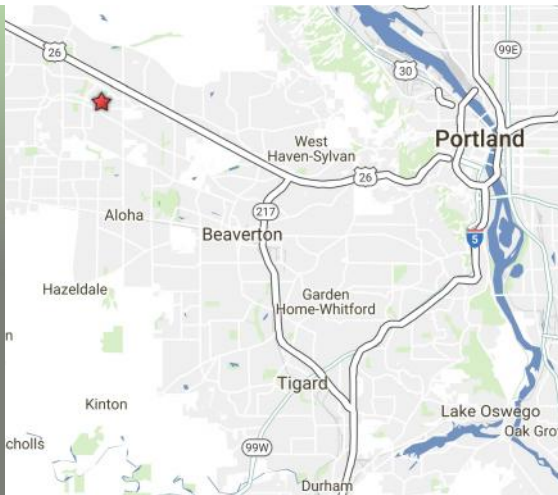 26
99E
30
West
Haven-Sylvan
Portland
26
217
Aloha
Beaverton
5
Hazeldale
Garden
Home-Whitford
n
Tigard
Kinton
Lake Oswego
cholls
99W
Oak Gro
Durham